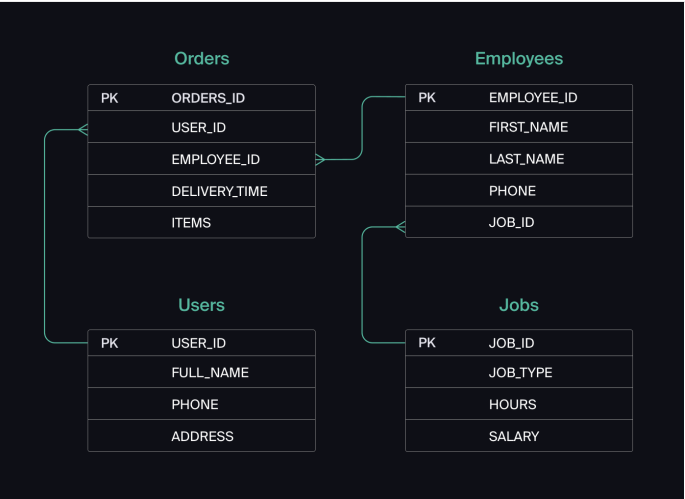 Orders
PK ORDERS_ID
USER_ID
EMPLOYEE_ID
DELIVERY_TIME
ITEMS
Employees
PK EMPLOYEE_ID
FIRST_NAME
LAST_NAME
PHONE
JOB_ID
Users
PK USER_ID
FULL_NAME
PHONE
ADDRESS
Jobs
PK JOB_ID
JOB_TYPE
HOURS
SALARY